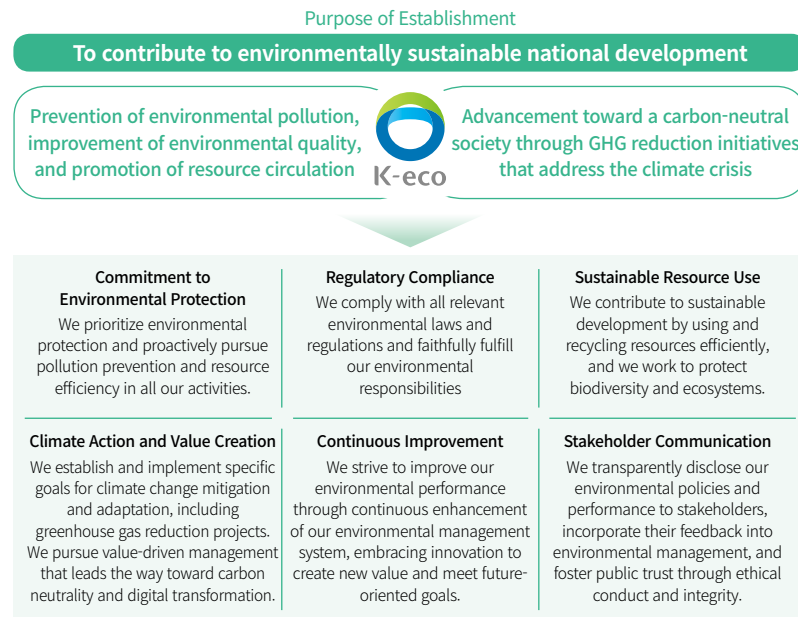 Purpose of Establishment
To contribute to environmentally sustainable national development
Prevention of environmental pollution,
improvement of environmental quality,
and promotion of resource circulation
K-eco
Advancement toward a carbon-neutral
society through GHG reduction initiatives
that address the climate crisis
Commitment to
Environmental Protection
We prioritize environmental
protection and proactively pursue
pollution prevention and resource
efficiency in all our activities.
Regulatory Compliance
We comply with all relevant
environmental laws and
regulations and faithfully fulfill
our environmental
responsibilities
Sustainable Resource Use
We contribute to sustainable
development by using and
recycling resources efficiently,
and we work to protect
biodiversity and ecosystems.
Climate Action and Value Creation
We establish and implement specific
goals for climate change mitigation
and adaptation, including
greenhouse gas reduction projects.
We pursue value-driven management
that leads the way toward carbon
neutrality and digital transformation.
Continuous Improvement
We strive to improve our
environmental performance
through continuous enhancement
of our environmental management
system, embracing innovation to
create new value and meet future-
oriented goals.
Stakeholder Communication
We transparently disclose our
environmental policies and
performance to stakeholders,
incorporate their feedback into
environmental management, and
foster public trust through ethical
conduct and integrity.